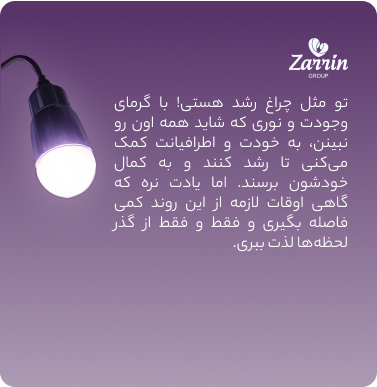 Zarrin
GROUP
تو مثل چراغ رشد هستی! با گرمای
وجودت و نوری که شاید همه اون رو
نبینن، به خودت و اطرافیانت کمک
می‌کنی تا رشد کنند و به کمال
خودشون برسند. اما یادت نره که
گاهی اوقات لازمه از این روند کمی
فاصله بگیری و فقط و فقط از گذر
لحظه‌ها لذت ببری.